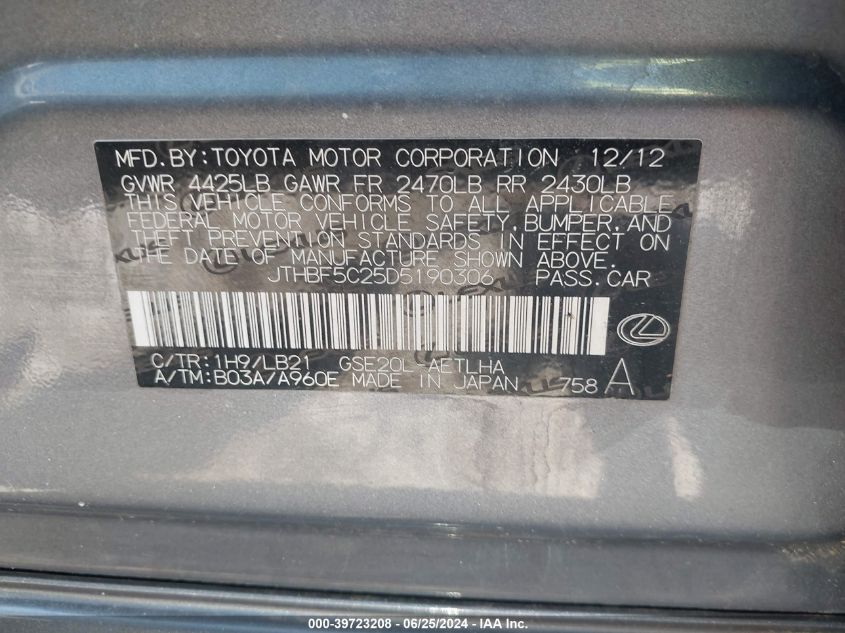 MFD.BY:TOYOTA MOTOR CORPORATION 12/12
GVWR 4425LB GAWR FR 2470LB RR 2430LB
THIS VEHICLE CONFORMS TO ALL APPLICABLE
FEDERAL MOTOR VEHICLE SAFETY,BUMPER,AND
THEFT PREVENTION STANDARDS IN EFFECT ON
THE DATE OF MANUFACTURE SHOWN ABOVE.
JTHBF5C25D5190306 PASS.CAR
C/TR:1H9/LB21 GSE20L-AETLHA
A/TM:B03A/A960E MADE IN JAPAN 758 A
000-39723208 - 06/25/2024 - IAA Inc.